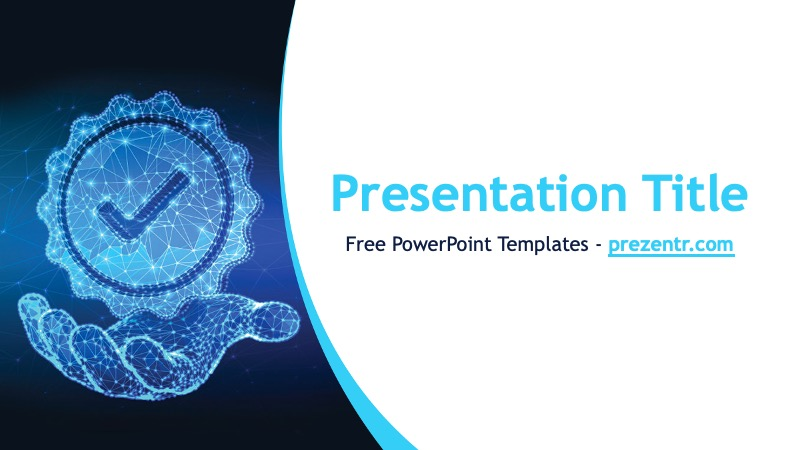 Presentation Title
Free PowerPoint Templates - prezentr.com